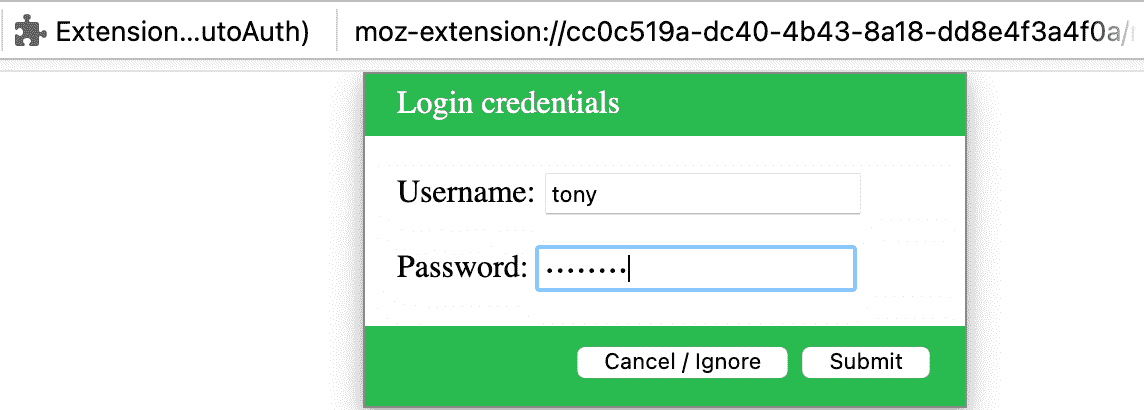 Extension...utoAuth) moz-extension://cc0c519a-dc40-4b43-8a18-dd8e4f3a4f0a/
Login credentials
Username: tony
Password: ········
Cancel / Ignore Submit